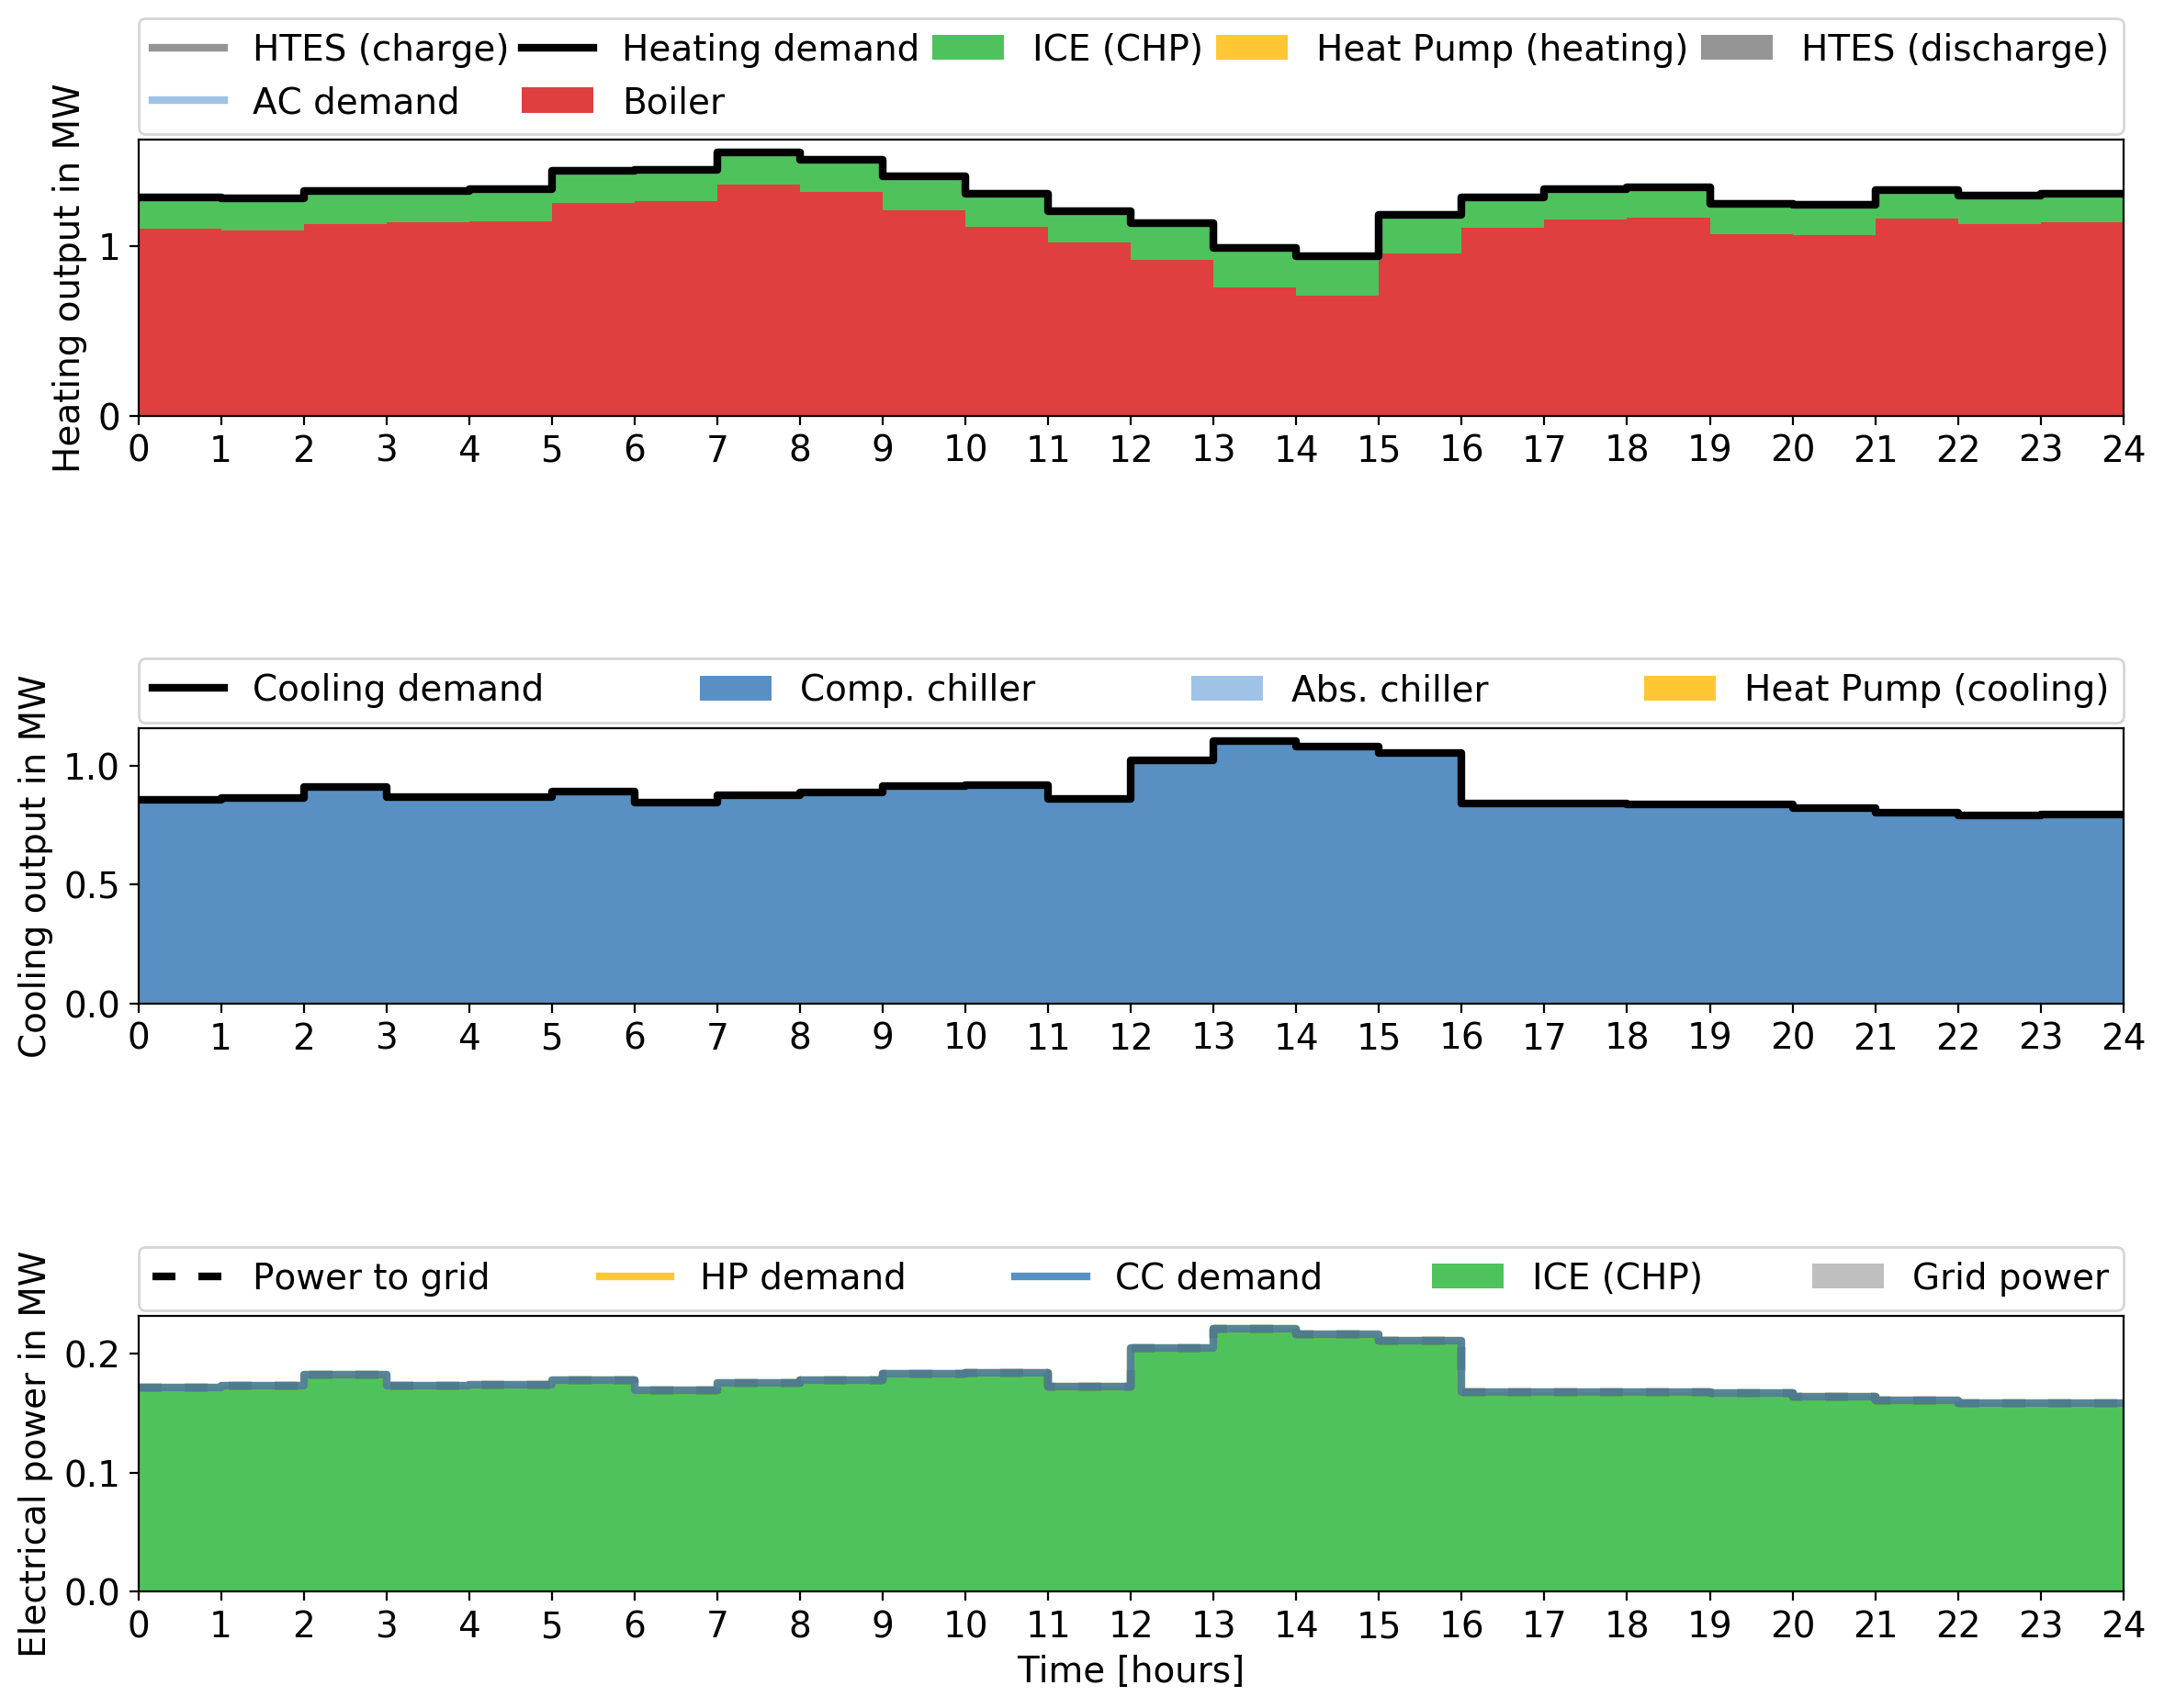 HTES (charge) Heating demand ICE (CHP) Heat Pump (heating) HTES (discharge)
AC demand Boiler
Heating output in MW
1
0
0 1 2 3 4 5 6 7 8 9 10 11 12 13 14 15 16 17 18 19 20 21 22 23 24
Cooling demand Comp. chiller Abs. chiller Heat Pump (cooling)
Cooling output in MW
1.0
0.5
0.0
0 1 2 3 4 5 6 7 8 9 10 11 12 13 14 15 16 17 18 19 20 21 22 23 24
Power to grid HP demand CC demand ICE (CHP) Grid power
Electrical power in MW
0.2
0.1
0.0
0 1 2 3 4 5 6 7 8 9 10 11 12 13 14 15 16 17 18 19 20 21 22 23 24
Time [hours]